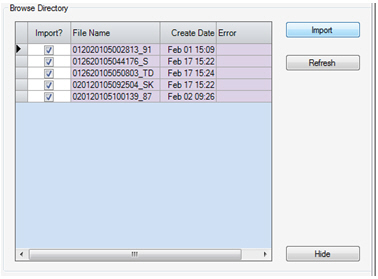 Browse Directory
Import? File Name Create Date Error
012020105002813_91 Feb 01 15:09
012620105044176_S Feb 17 15:22
012620105050803_TD Feb 17 15:24
020120105092504_SK Feb 17 15:22
020120105100139_87 Feb 02 09:26
Import
Refresh
Hide